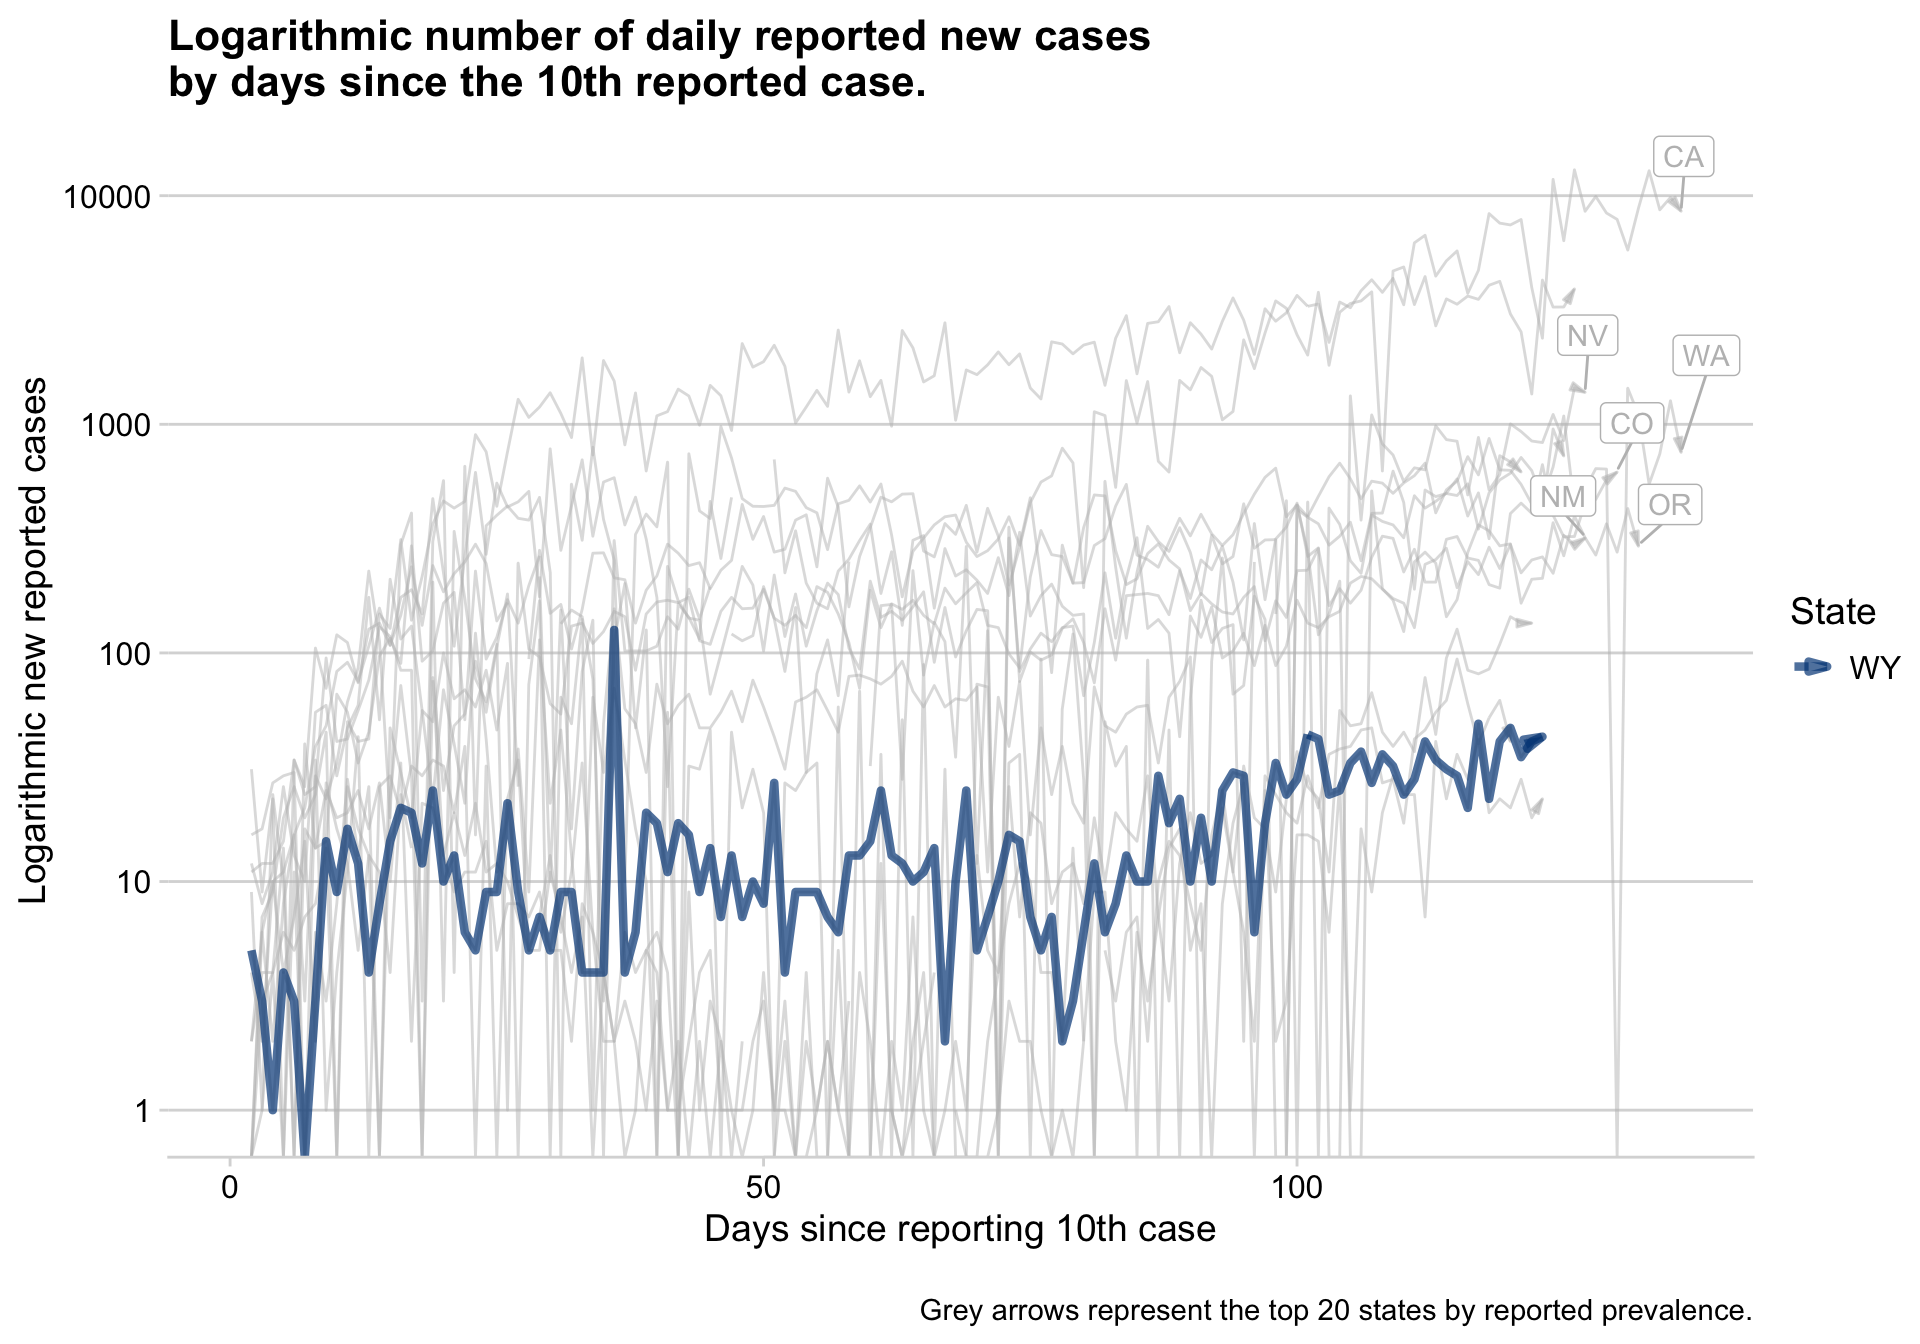 Logarithmic number of daily reported new cases
by days since the 10th reported case.
Logarithmic new reported cases
10000
1000
100
10
1
CA
NV
WA
CO
NM
OR
State
WY
0
50
100
Days since reporting 10th case
Grey arrows represent the top 20 states by reported prevalence.